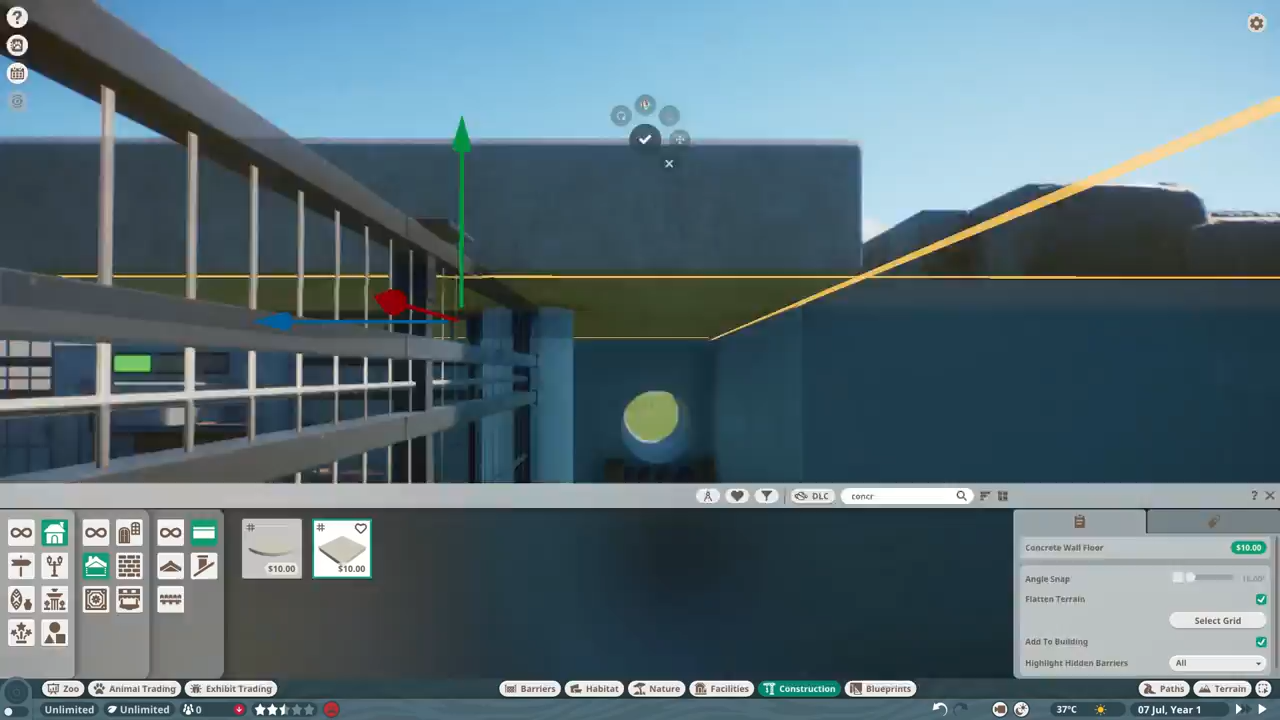 DLC
concr
$10.00
$10.00
Concrete Wall Floor
$10.00
Angle Snap
Flatten Terrain
Select Grid
Add To Building
Highlight Hidden Barriers
All
Zoo
Animal Trading
Exhibit Trading
Barriers
Habitat
Nature
Facilities
Construction
Blueprints
Paths
Terrain
Unlimited
Unlimited
0
37°C
07 Jul, Year 1